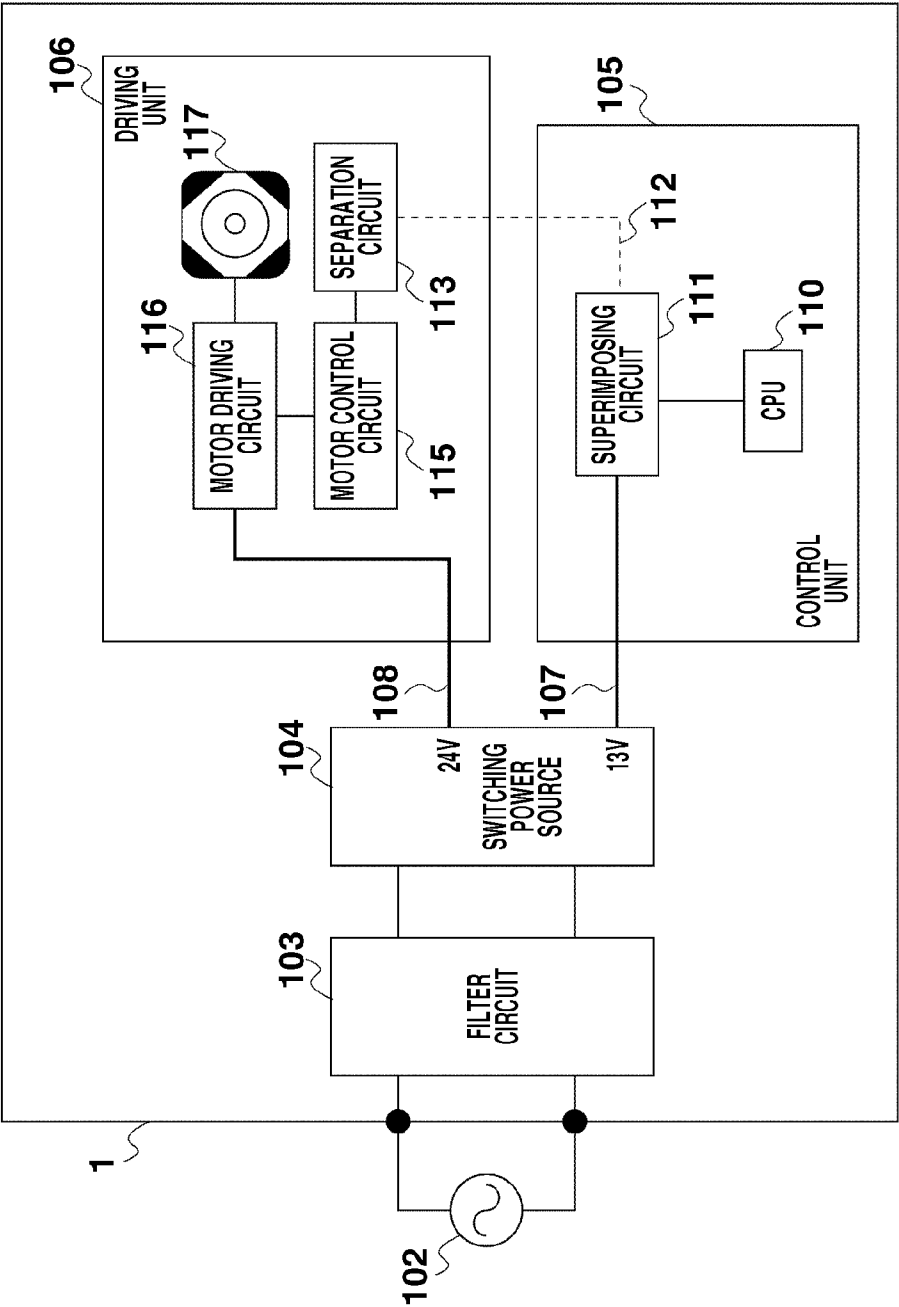 106
DRIVING
UNIT
117
116
MOTOR DRIVING
CIRCUIT
SEPARATION
CIRCUIT
113
MOTOR CONTROL
CIRCUIT
115
105
112
SUPERIMPOSING
CIRCUIT
111
110
CPU
CONTROL
UNIT
108
107
104
24V
13V
SWITCHING
POWER
SOURCE
103
FILTER
CIRCUIT
1
102